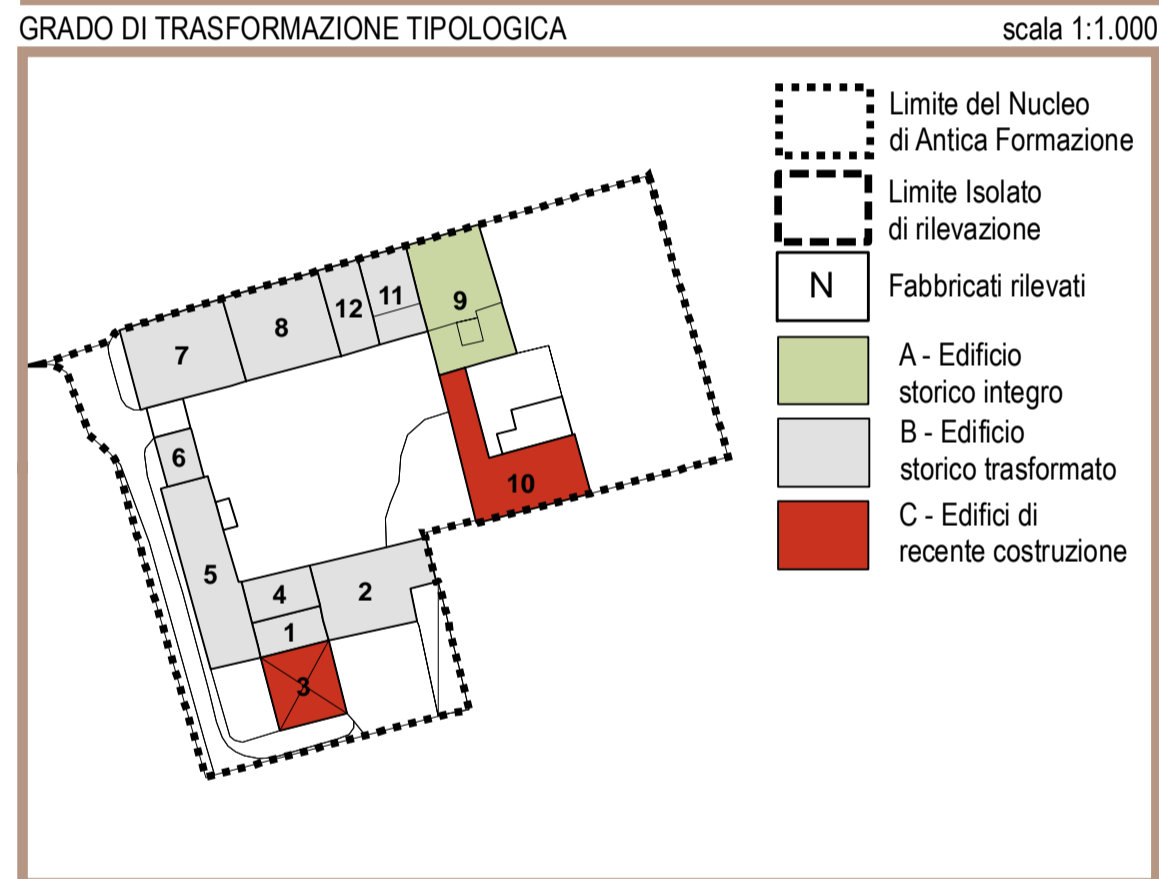 GRADO DI TRASFORMAZIONE TIPOLOGICA
scala 1:1.000
Limite del Nucleo
di Antica Formazione
Limite Isolato
di rilevazione
N
Fabbricati rilevati
A - Edificio
storico integro
B - Edificio
storico trasformato
C - Edifici di
recente costruzione
7
8
12
11
9
6
10
5
4
2
1
3